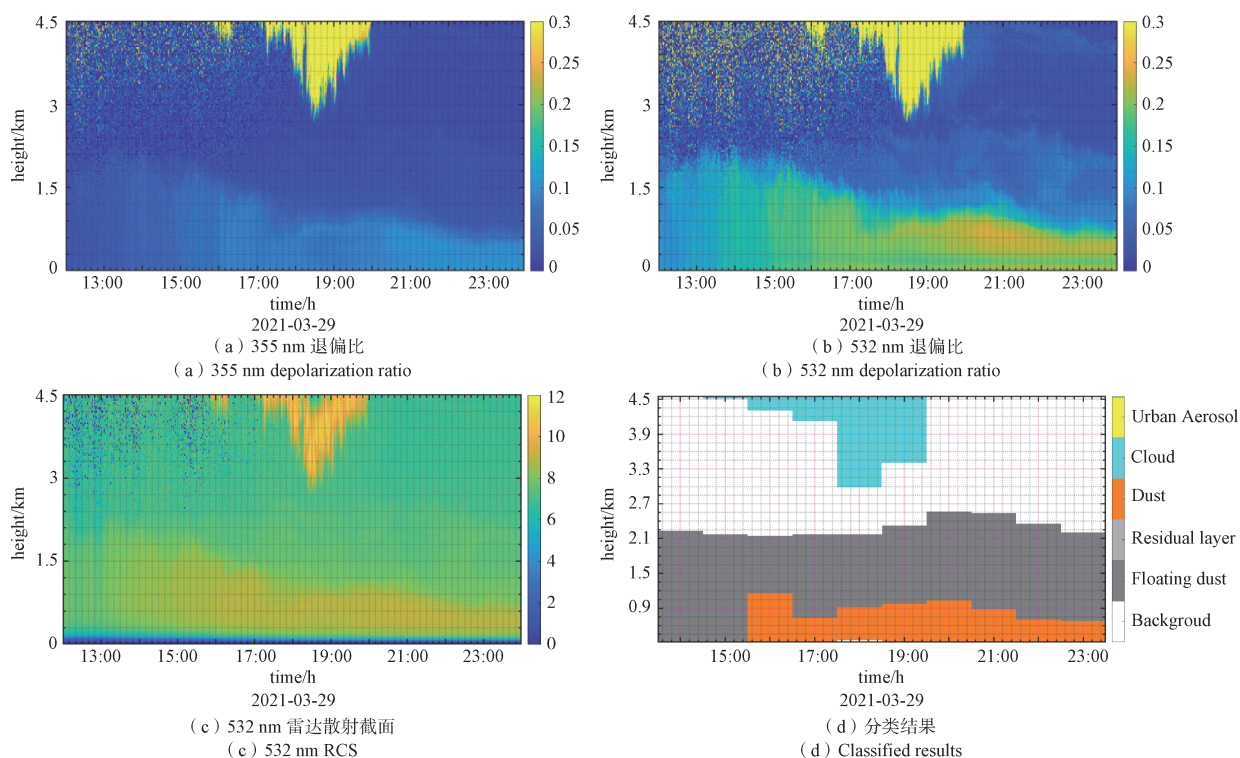 4.5
3
1.5
0
height/km
13:00 15:00 17:00 19:00 21:00 23:00
time/h
2021-03-29
0.3
0.25
0.2
0.15
0.1
0.05
0
(a)355 nm 退偏比
(a)355 nm depolarization ratio
4.5
3
1.5
0
height/km
13:00 15:00 17:00 19:00 21:00 23:00
time/h
2021-03-29
0.3
0.25
0.2
0.15
0.1
0.05
0
(b)532 nm 退偏比
(b)532 nm depolarization ratio
4.5
3
1.5
0
height/km
13:00 15:00 17:00 19:00 21:00 23:00
time/h
2021-03-29
12
10
8
6
4
2
0
(c)532 nm 雷达散射截面
(c)532 nm RCS
4.5
3.9
3.3
2.7
2.1
1.5
0.9
height/km
15:00 17:00 19:00 21:00 23:00
time/h
2021-03-29
Urban Aerosol
Cloud
Dust
Residual layer
Floating dust
Backgroud
(d)分类结果
(d)Classified results